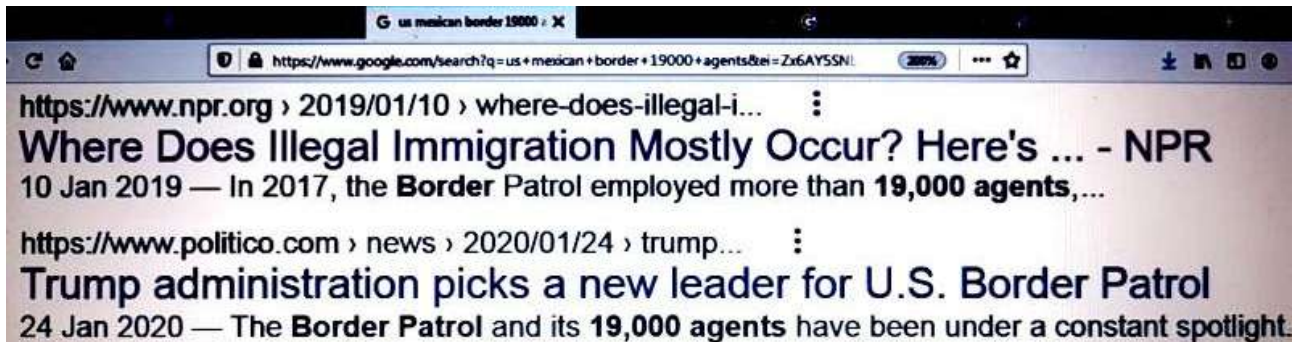 G us mexican border 19000 a X
https://www.google.com/search?q=us+mexican+border+19000+agents&ei=Zx6AY5SNL
200%
https://www.npr.org › 2019/01/10 › where-does-illegal-i...
Where Does Illegal Immigration Mostly Occur? Here's ... - NPR
10 Jan 2019 — In 2017, the Border Patrol employed more than 19,000 agents,...
https://www.politico.com › news › 2020/01/24 › trump...
Trump administration picks a new leader for U.S. Border Patrol
24 Jan 2020 — The Border Patrol and its 19,000 agents have been under a constant spotlight.